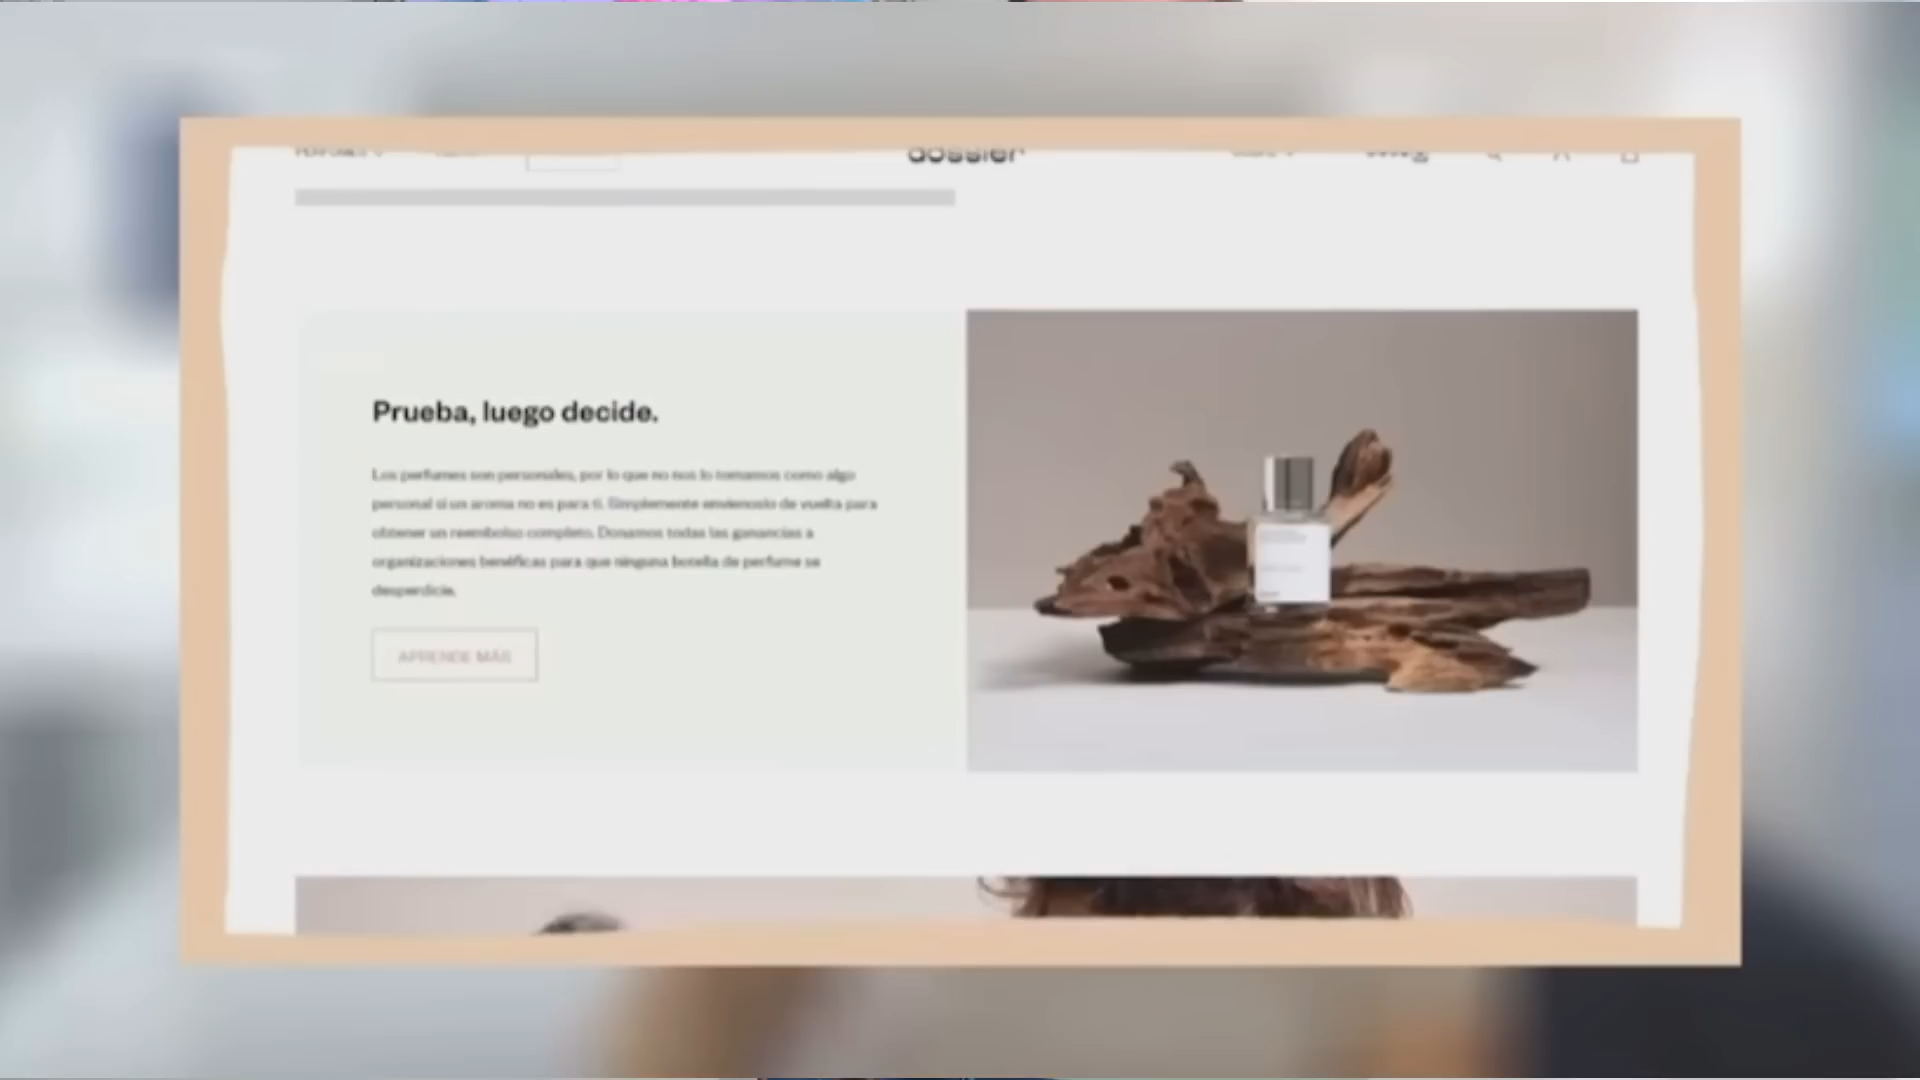 PERFUMES
dossier
Prueba, luego decide.
Los perfumes son personales, por lo que no nos lo tomamos como algo
personal si un aroma no es para ti. Simplemente envíenoslo de vuelta para
obtener un reembolso completo. Donamos todas las ganancias a
organizaciones benéficas para que ninguna botella de perfume se
desperdicie.
APRENDE MÁS